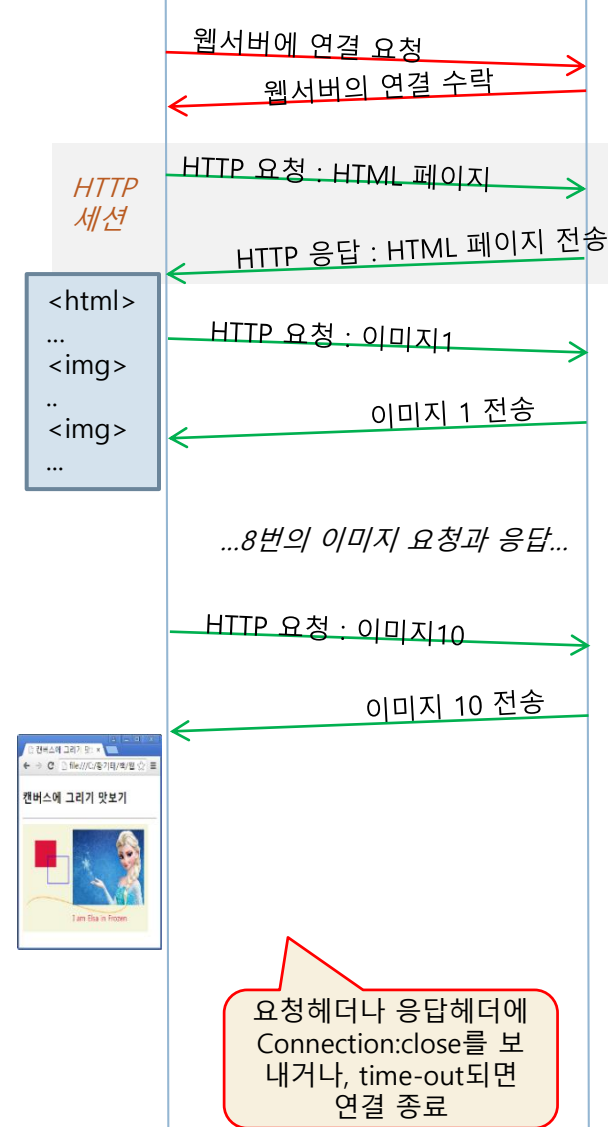 웹서버에 연결 요청
웹서버의 연결 수락
HTTP 요청 : HTML 페이지
HTTP
세션
HTTP 응답 : HTML 페이지 전송
<html>
...
<img>
..
<img>
...
HTTP 요청 : 이미지1
이미지 1 전송
...8번의 이미지 요청과 응답...
HTTP 요청 : 이미지10
이미지 10 전송
캔버스에 그리기 맛보기
I am Elsa in Frozen
요청헤더나 응답헤더에
Connection:close를 보
내거나, time-out되면
연결 종료